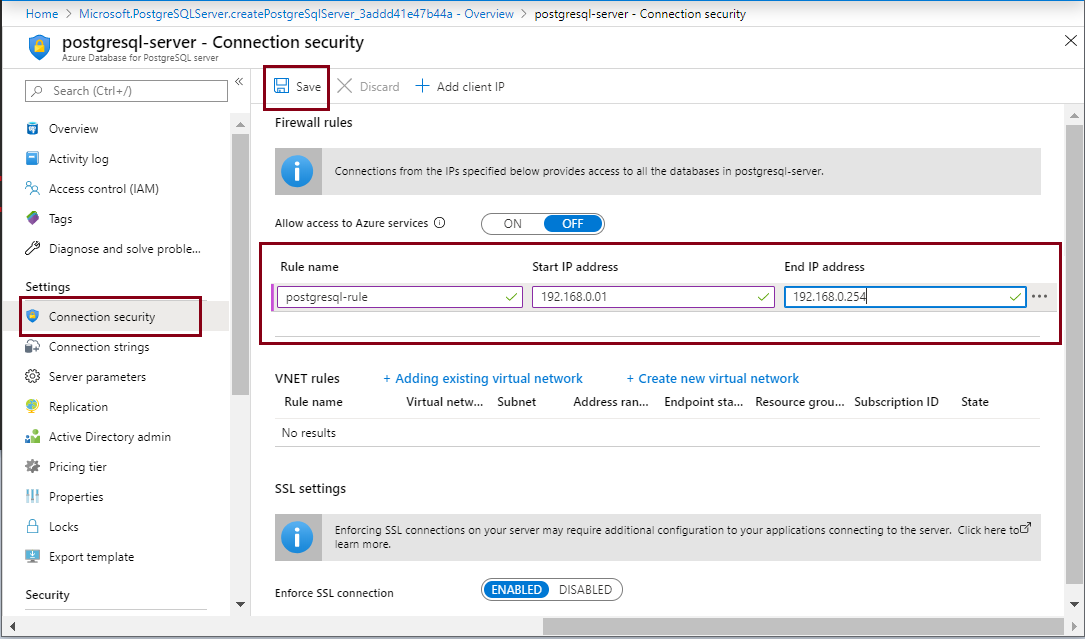 Home > Microsoft.PostgreSQLServer.createPostgreSqlServer_3addd41e47b44a - Overview > postgresql-server - Connection security
postgresql-server - Connection security
Azure Database for PostgreSQL server
Search (Ctrl+/)
«
Save
Discard
Add client IP
Overview
Activity log
Access control (IAM)
Tags
Diagnose and solve proble...
Settings
Connection security
Connection strings
Server parameters
Replication
Active Directory admin
Pricing tier
Properties
Locks
Export template
Security
Firewall rules
Connections from the IPs specified below provides access to all the databases in postgresql-server.
Allow access to Azure services
ON OFF
Rule name Start IP address End IP address
postgresql-rule 192.168.0.01 192.168.0.254 ...
VNET rules + Adding existing virtual network + Create new virtual network
Rule name Virtual netw... Subnet Address ran... Endpoint sta... Resource grou... Subscription ID State
No results
SSL settings
Enforcing SSL connections on your server may require additional configuration to your applications connecting to the server. Click here to
learn more.
Enforce SSL connection
ENABLED DISABLED